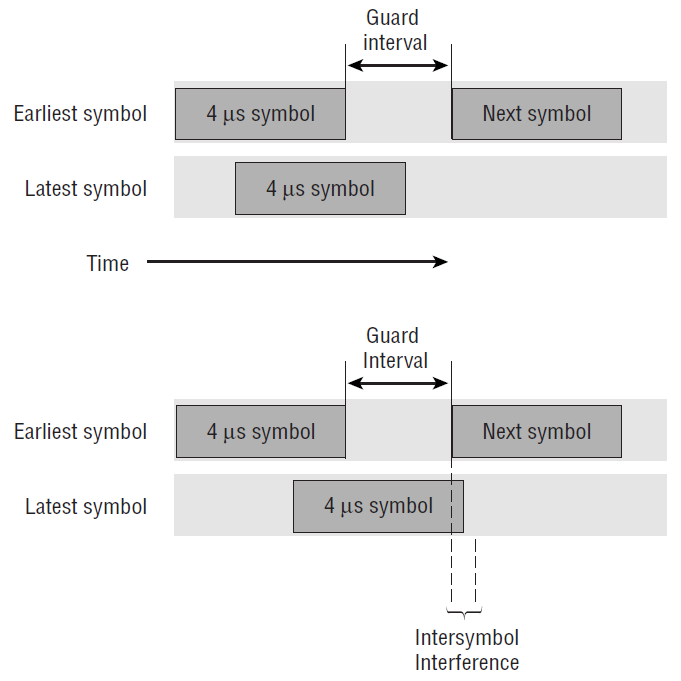 Guard
interval
Earliest symbol
4 μs symbol
Next symbol
Latest symbol
4 μs symbol
Time
Guard
Interval
Earliest symbol
4 μs symbol
Next symbol
Latest symbol
4 μs symbol
Intersymbol
Interference